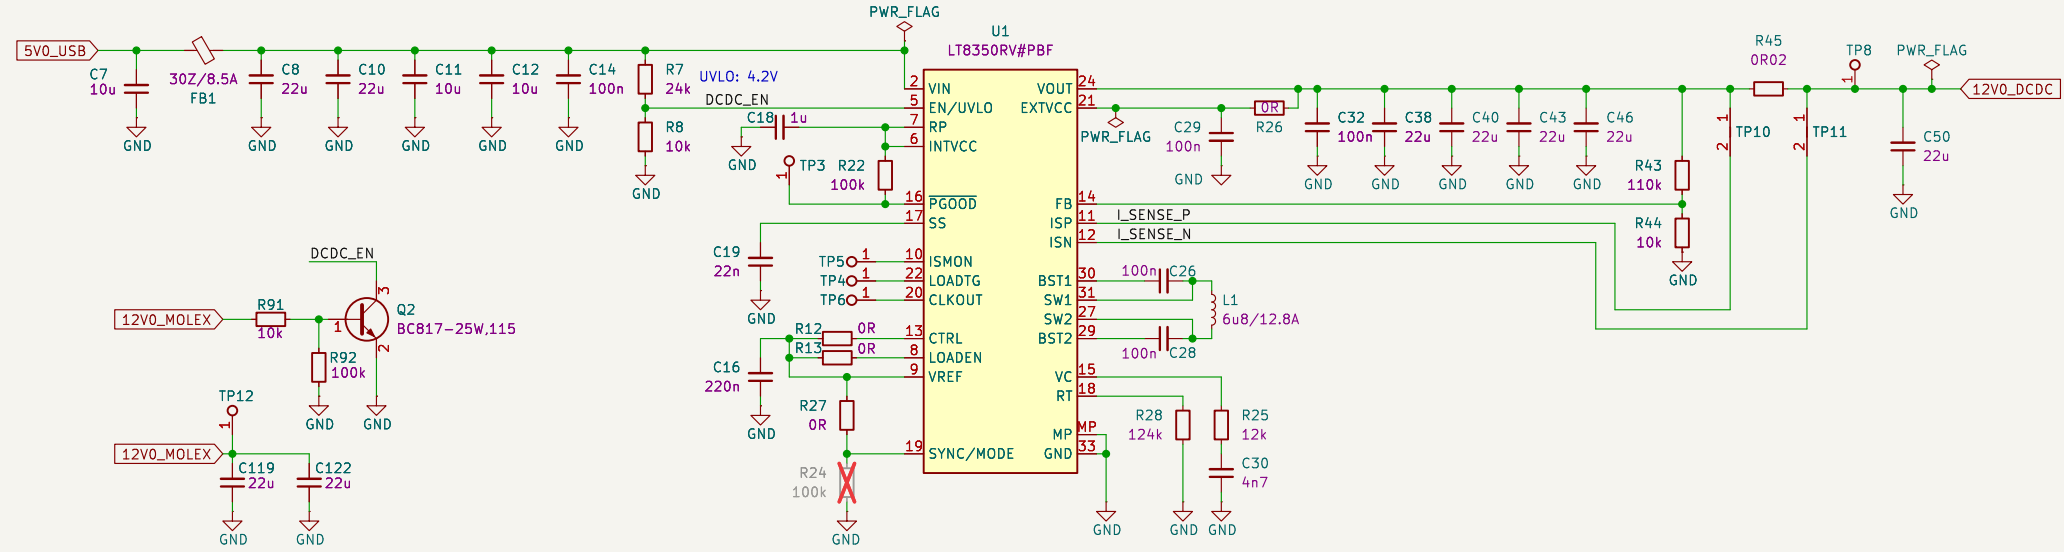 PWR_FLAG
5V0_USB
C7
10u
GND
30Z/8.5A
FB1
C8
22u
GND
C10
22u
GND
C11
10u
GND
C12
10u
GND
C14
100n
GND
R7
24k
UVLO: 4.2V
DCDC_EN
R8
10k
GND
C18 1u
GND
TP3
1
R22
100k
C19
22n
GND
TP5 1
TP4 1
TP6 1
R12 0R
R13 0R
C16
220n
GND
R27
0R
R24
100k
GND
U1
LT8350RV#PBF
2 VIN
5 EN/UVLO
7 RP
6 INTVCC
16 PGOOD
17 SS
10 ISMON
22 LOADTG
20 CLKOUT
13 CTRL
8 LOADEN
9 VREF
19 SYNC/MODE
VOUT 24
EXTVCC 21
FB 14
ISP 11
ISN 12
BST1 30
SW1 31
SW2 27
BST2 29
VC 15
RT 18
MP MP
GND 33
PWR_FLAG
C29
100n
GND
0R
R26
C32
100n
GND
C38
22u
GND
C40
22u
GND
C43
22u
GND
C46
22u
GND
R43
110k
R44
10k
GND
R45
0R02
TP10
1
2
TP11
1
2
TP8
1
PWR_FLAG
12V0_DCDC
C50
22u
GND
I_SENSE_P
I_SENSE_N
100n C26
L1
6u8/12.8A
100n C28
R28
124k
R25
12k
C30
4n7
GND
GND
GND
DCDC_EN
3
Q2
BC817-25W,115
1
2
12V0_MOLEX
R91
10k
R92
100k
GND
GND
TP12
1
12V0_MOLEX
C119
22u
GND
C122
22u
GND